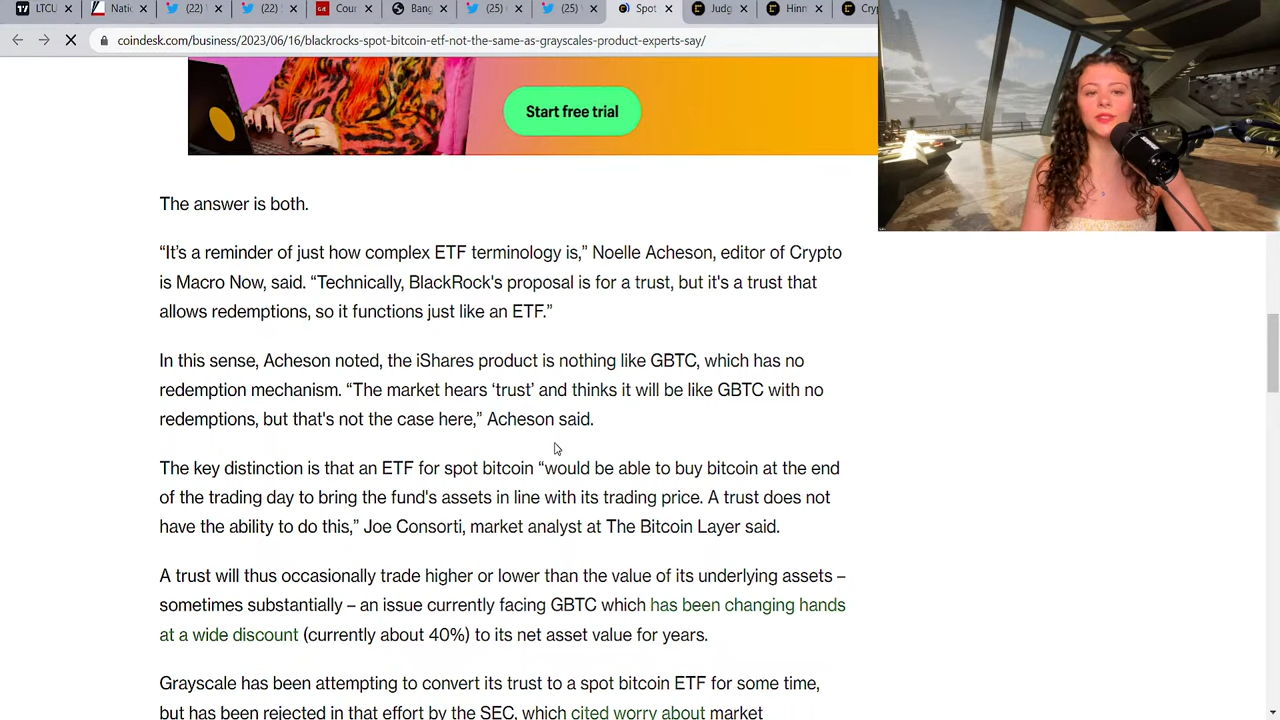 LTCU
Natio
(22)
(22)
Coun
Bang
(25)
(25)
Spot
Judg
Hinn
Cry
coindesk.com/business/2023/06/16/blackrocks-spot-bitcoin-etf-not-the-same-as-grayscales-product-experts-say/
Start free trial
The answer is both.
“It’s a reminder of just how complex ETF terminology is,” Noelle Acheson, editor of Crypto
is Macro Now, said. “Technically, BlackRock's proposal is for a trust, but it's a trust that
allows redemptions, so it functions just like an ETF.”
In this sense, Acheson noted, the iShares product is nothing like GBTC, which has no
redemption mechanism. “The market hears ‘trust’ and thinks it will be like GBTC with no
redemptions, but that's not the case here,” Acheson said.
The key distinction is that an ETF for spot bitcoin “would be able to buy bitcoin at the end
of the trading day to bring the fund's assets in line with its trading price. A trust does not
have the ability to do this,” Joe Consorti, market analyst at The Bitcoin Layer said.
A trust will thus occasionally trade higher or lower than the value of its underlying assets –
sometimes substantially – an issue currently facing GBTC which has been changing hands
at a wide discount (currently about 40%) to its net asset value for years.
Grayscale has been attempting to convert its trust to a spot bitcoin ETF for some time,
but has been rejected in that effort by the SEC, which cited worry about market